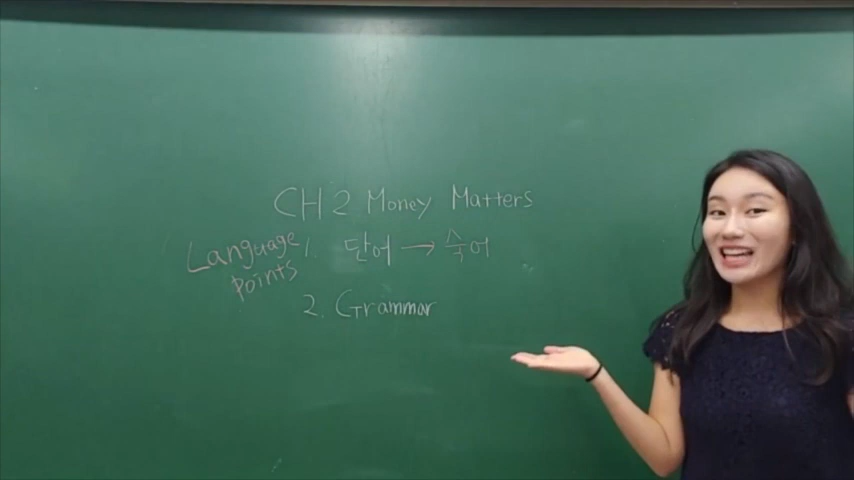 CH 2 Money Matters
Language
points
1. 단어 → 숙어
2. Grammar